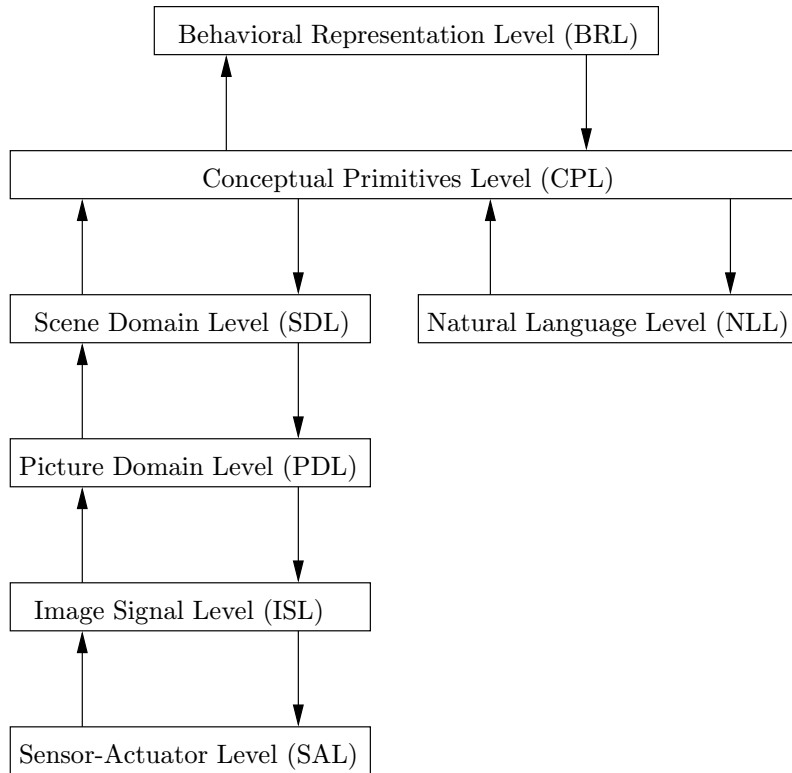 Behavioral Representation Level (BRL)
Conceptual Primitives Level (CPL)
Scene Domain Level (SDL)
Natural Language Level (NLL)
Picture Domain Level (PDL)
Image Signal Level (ISL)
Sensor-Actuator Level (SAL)